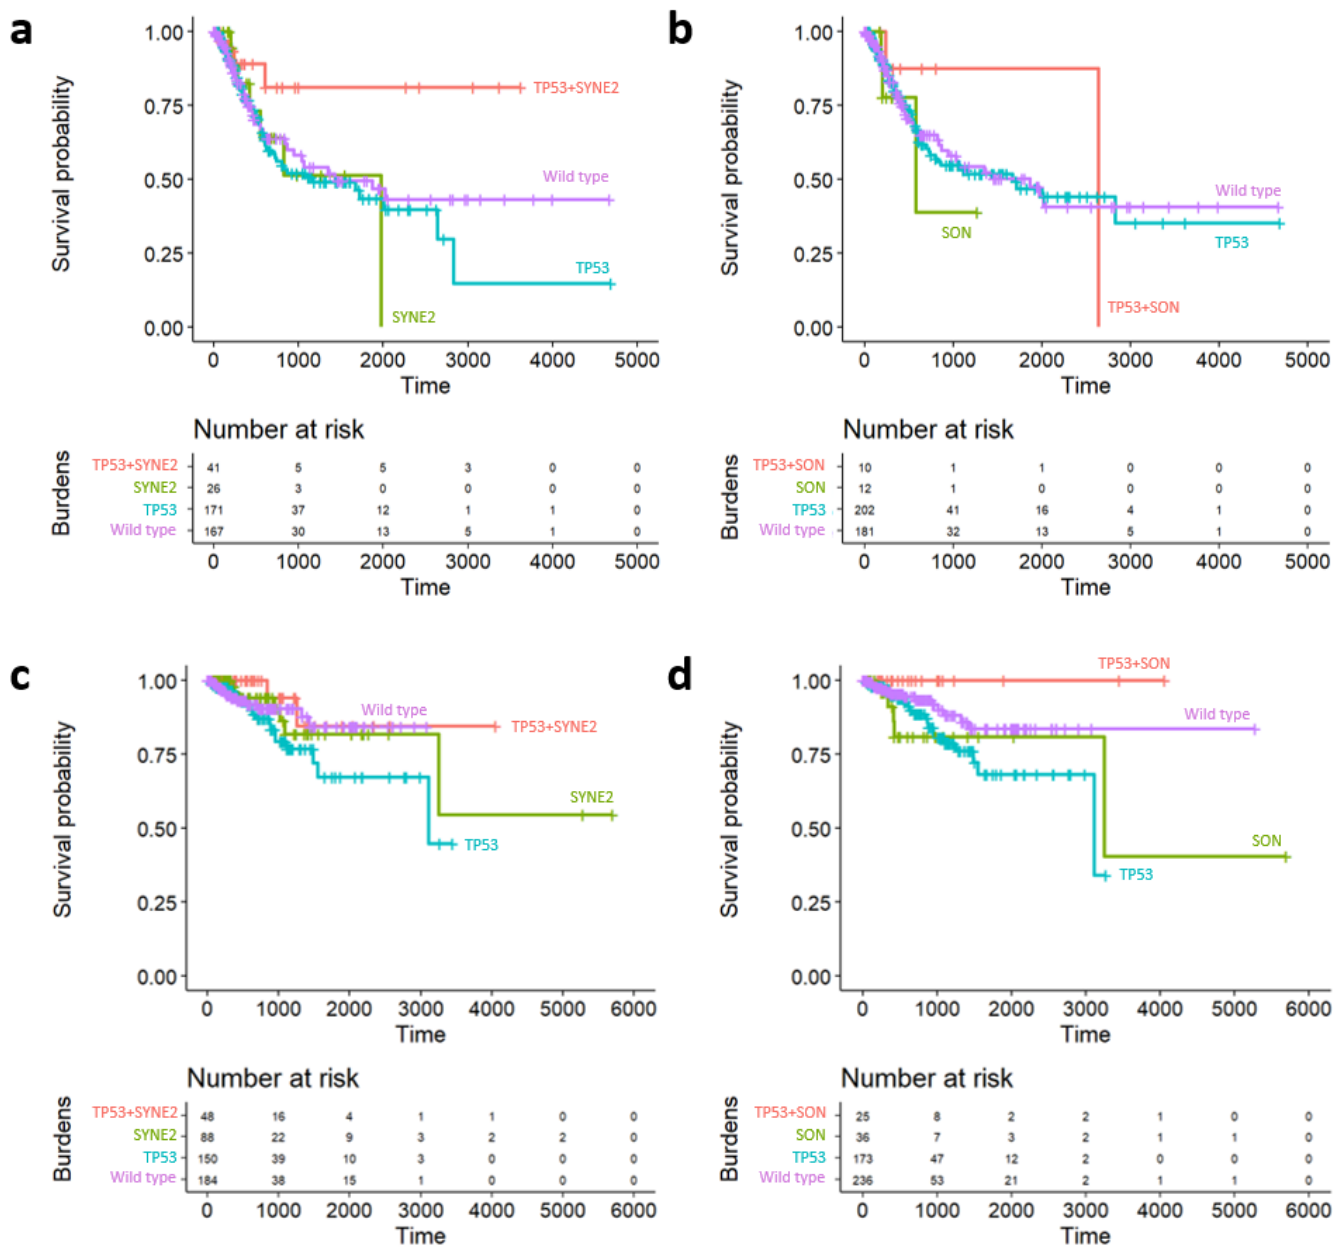 a
1.00
0.75
0.50
0.25
0.00
Survival probability
TP53+SYNE2
Wild type
TP53
SYNE2
0 1000 2000 3000 4000 5000
Time
Number at risk
Burdens
TP53+SYNE2 41 5 5 3 0 0
SYNE2 26 3 0 0 0 0
TP53 171 37 12 1 1 0
Wild type 167 30 13 5 1 0
0 1000 2000 3000 4000 5000
Time
b
1.00
0.75
0.50
0.25
0.00
Survival probability
Wild type
SON
TP53
TP53+SON
0 1000 2000 3000 4000 5000
Time
Number at risk
Burdens
TP53+SON 10 1 1 0 0 0
SON 12 1 0 0 0 0
TP53 202 41 16 4 1 0
Wild type 181 32 13 5 1 0
0 1000 2000 3000 4000 5000
Time
c
1.00
0.75
0.50
0.25
0.00
Survival probability
Wild type
TP53+SYNE2
SYNE2
TP53
0 1000 2000 3000 4000 5000 6000
Time
Number at risk
Burdens
TP53+SYNE2 48 16 4 1 1 0 0
SYNE2 88 22 9 3 2 2 0
TP53 150 39 10 3 0 0 0
Wild type 184 38 15 1 0 0 0
0 1000 2000 3000 4000 5000 6000
Time
d
1.00
0.75
0.50
0.25
0.00
Survival probability
TP53+SON
Wild type
SON
TP53
0 1000 2000 3000 4000 5000 6000
Time
Number at risk
Burdens
TP53+SON 25 8 2 2 1 0 0
SON 36 7 3 2 1 1 0
TP53 173 47 12 2 0 0 0
Wild type 236 53 21 2 1 1 0
0 1000 2000 3000 4000 5000 6000
Time